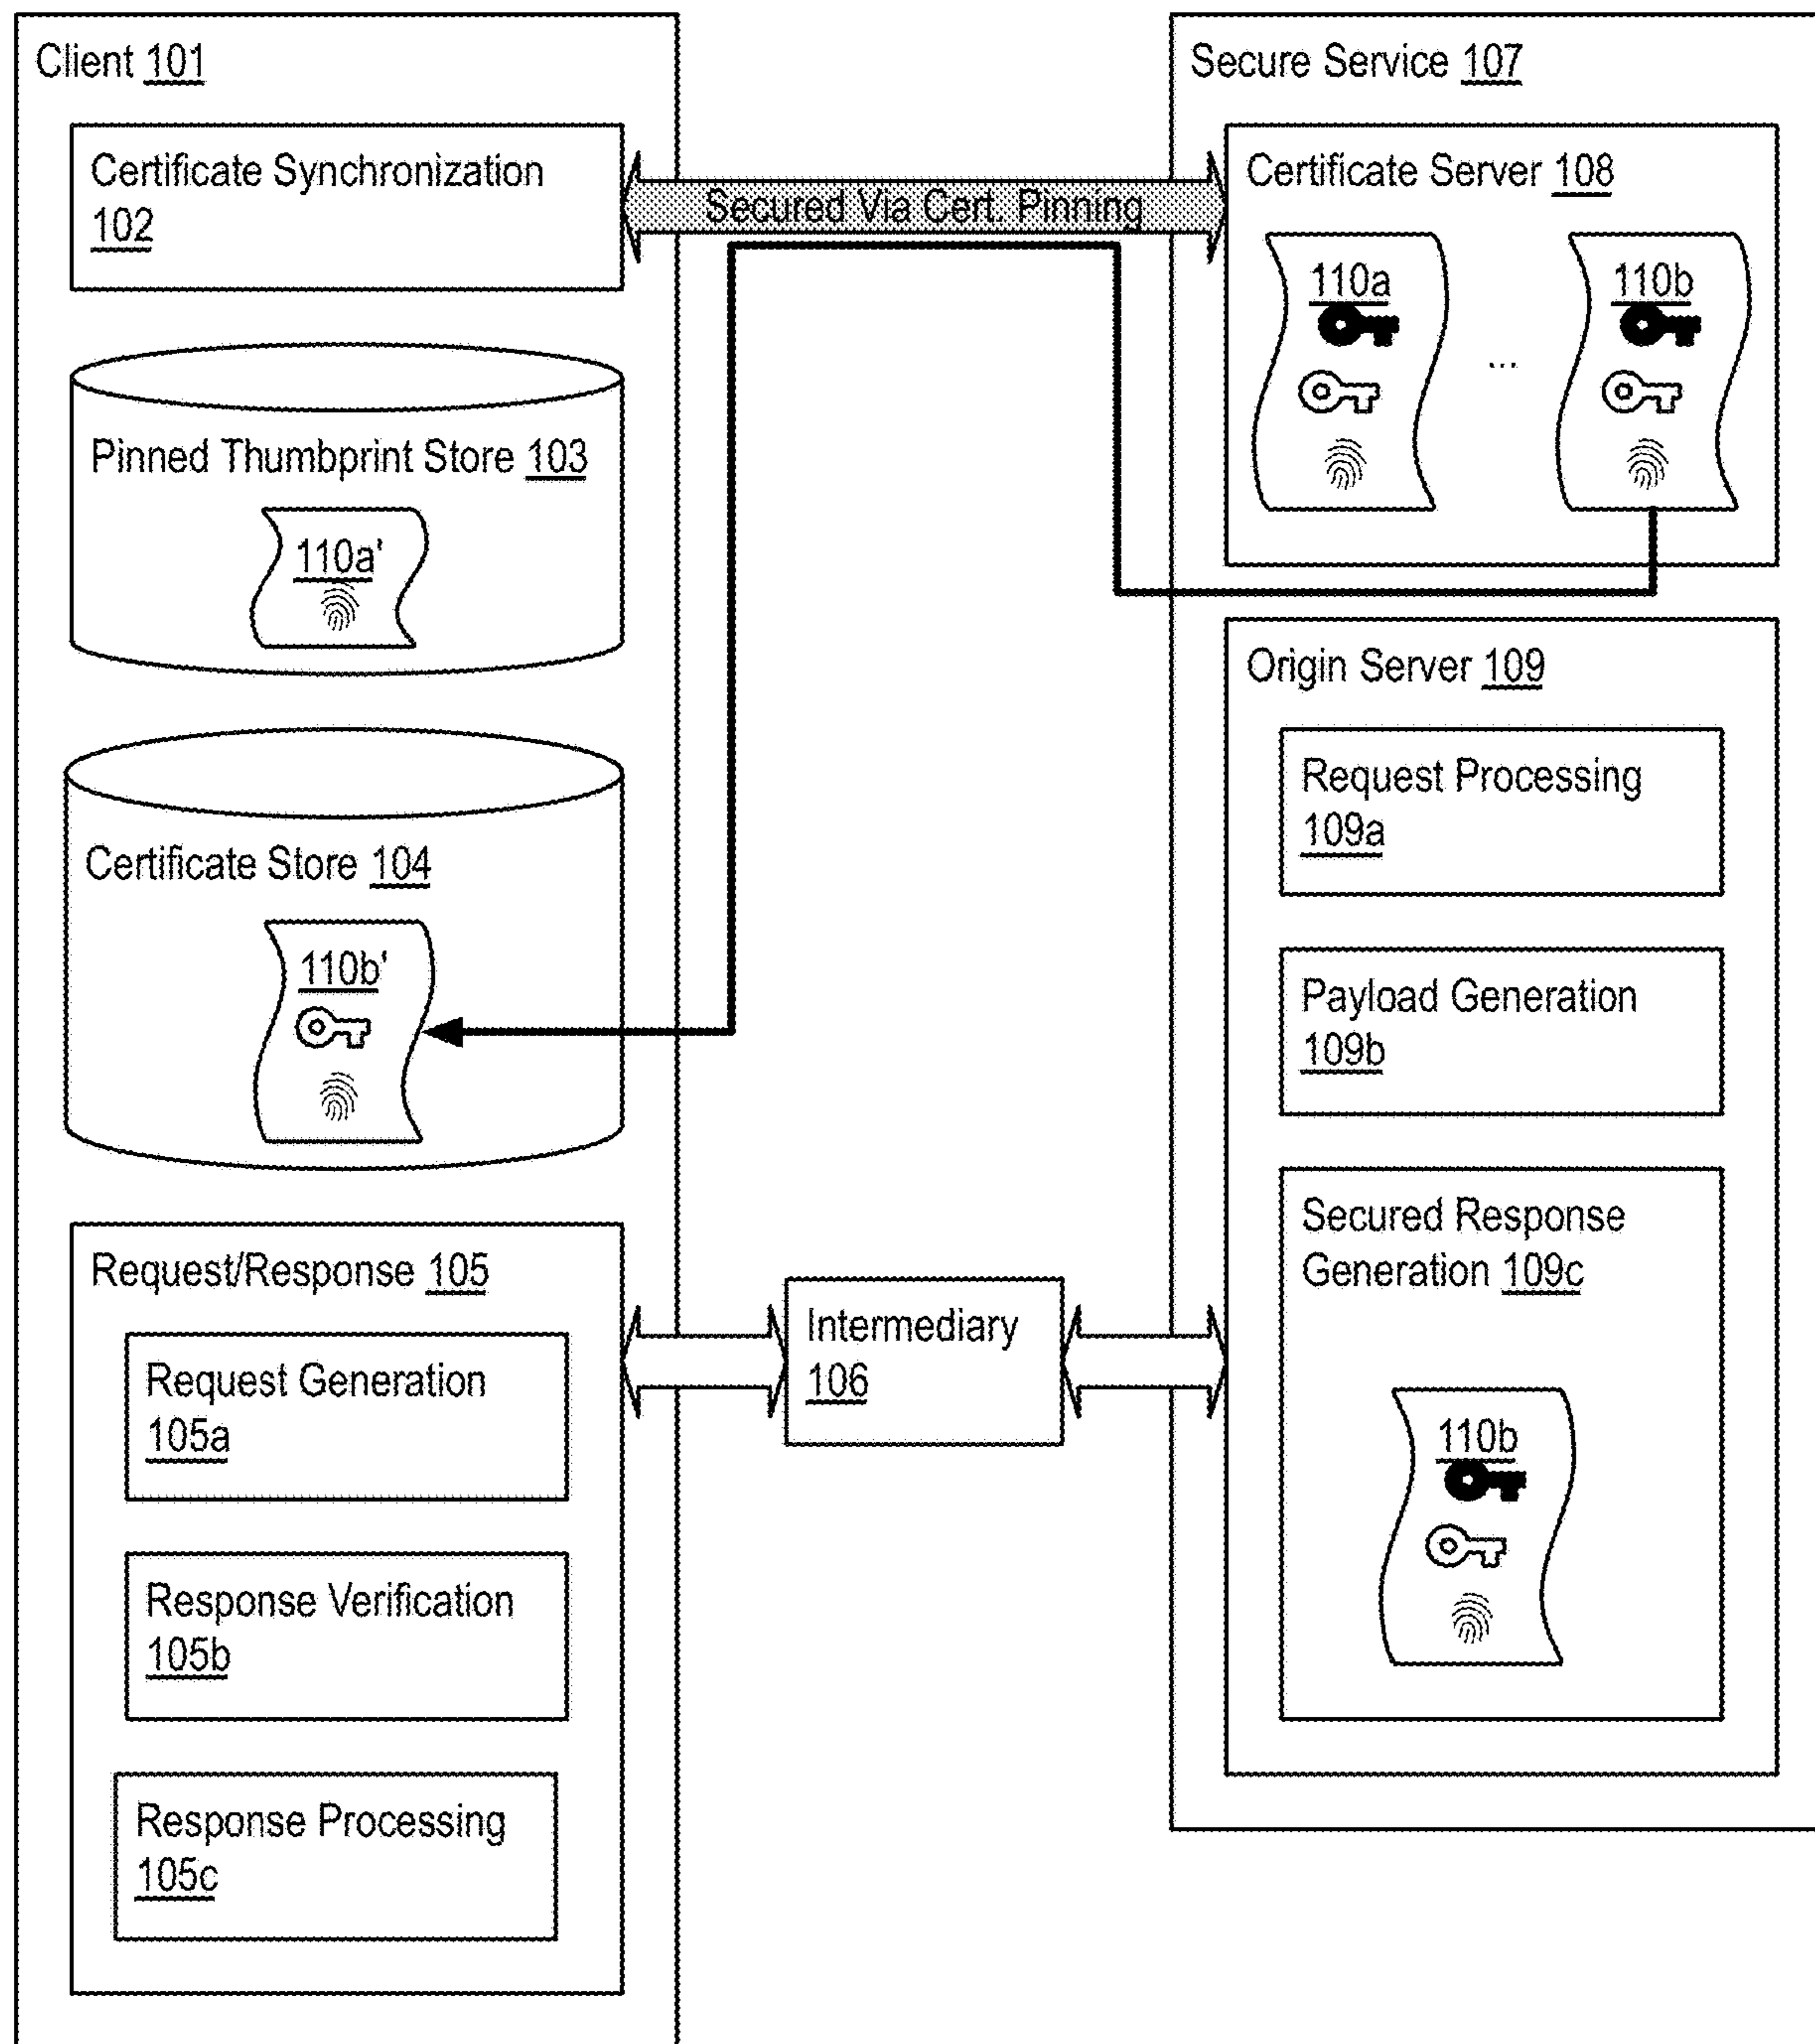 Client 101
Certificate Synchronization
102
Pinned Thumbprint Store 103
110a'
Certificate Store 104
110b'
Request/Response 105
Request Generation
105a
Response Verification
105b
Response Processing
105c
Secured Via Cert. Pinning
Intermediary
106
Secure Service 107
Certificate Server 108
110a
...
110b
Origin Server 109
Request Processing
109a
Payload Generation
109b
Secured Response
Generation 109c
110b